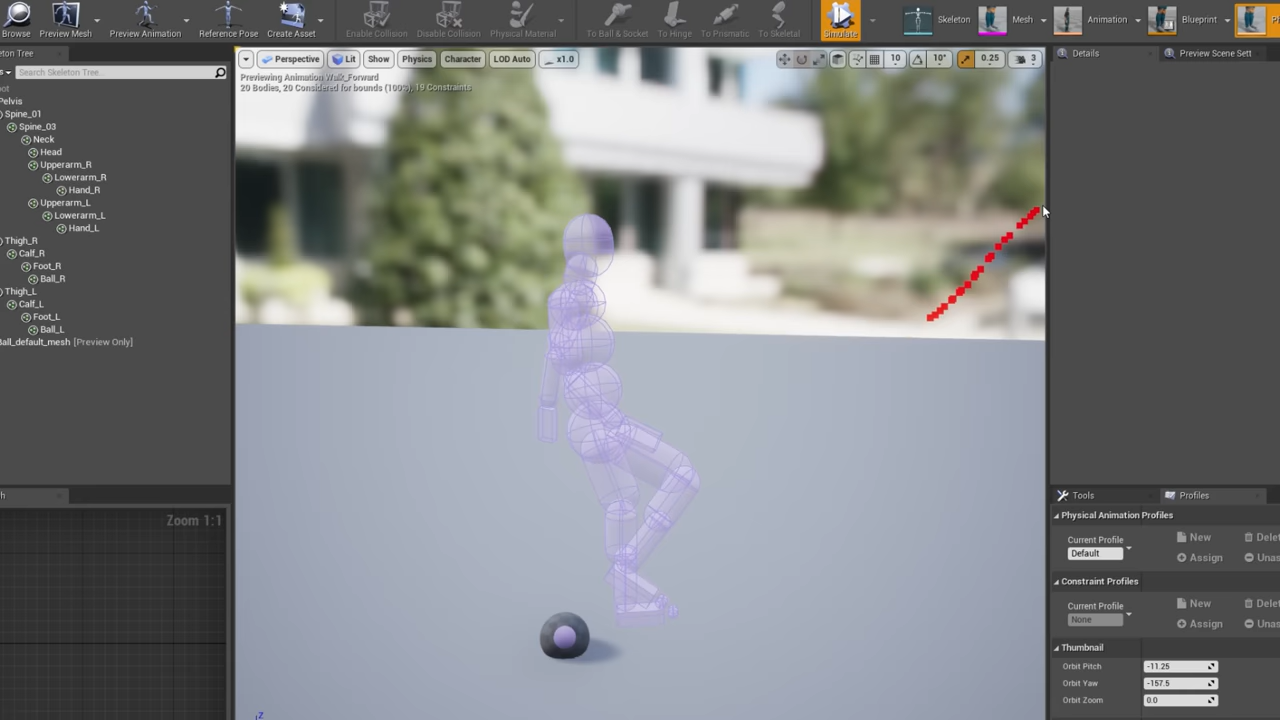 Browse
Preview Mesh
Preview Animation
Reference Pose
Create Asset
Enable Collision
Disable Collision
Physical Material
To Ball & Socket
To Hinge
To Prismatic
To Skeletal
Simulate
Skeleton
Mesh
Animation
Blueprint
eton Tree
Search Skeleton Tree...
Perspective
Lit
Show
Physics
Character
LOD Auto
x1.0
10
10°
0.25
3
Details
Preview Scene Sett
Previewing Animation Walk_Forward
20 Bodies, 20 Considered for bounds (100%), 19 Constraints
oot
Pelvis
Spine_01
Spine_03
Neck
Head
Upperarm_R
Lowerarm_R
Hand_R
Upperarm_L
Lowerarm_L
Hand_L
Thigh_R
Calf_R
Foot_R
Ball_R
Thigh_L
Calf_L
Foot_L
Ball_L
Ball_default_mesh [Preview Only]
h
Zoom 1:1
Tools
Profiles
Physical Animation Profiles
Current Profile
Default
New
Delet
Assign
Unas
Constraint Profiles
Current Profile
None
New
Delet
Assign
Unas
Thumbnail
Orbit Pitch
-11.25
Orbit Yaw
-157.5
Orbit Zoom
0.0
Z